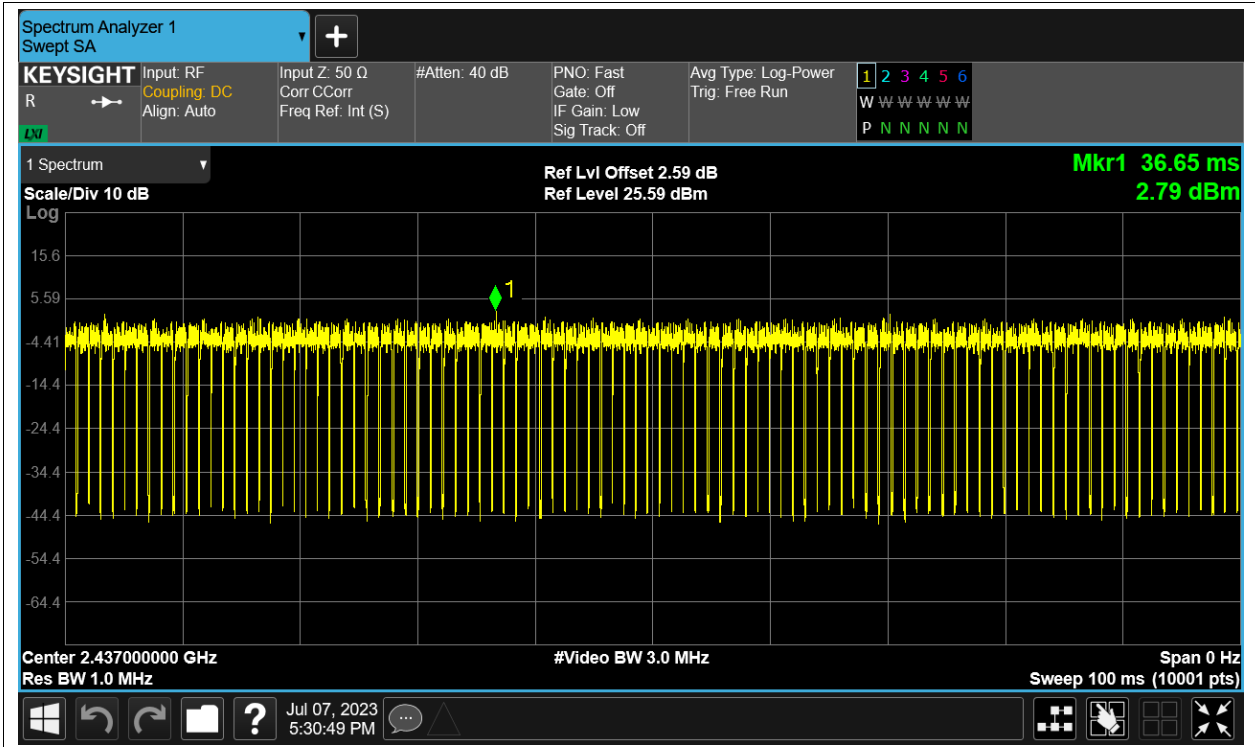 Spectrum Analyzer 1
Swept SA
KEYSIGHT
R
LXI
Input: RF
Coupling: DC
Align: Auto
Input Z: 50 Ω
Corr CCorr
Freq Ref: Int (S)
#Atten: 40 dB
PNO: Fast
Gate: Off
IF Gain: Low
Sig Track: Off
Avg Type: Log-Power
Trig: Free Run
1 2 3 4 5 6
W W W W W W
P N N N N N
1 Spectrum
Scale/Div 10 dB
Ref Lvl Offset 2.59 dB
Ref Level 25.59 dBm
Mkr1 36.65 ms
2.79 dBm
Log
15.6
5.59
-4.41
-14.4
-24.4
-34.4
-44.4
-54.4
-64.4
1
Center 2.437000000 GHz
Res BW 1.0 MHz
#Video BW 3.0 MHz
Span 0 Hz
Sweep 100 ms (10001 pts)
?
Jul 07, 2023
5:30:49 PM